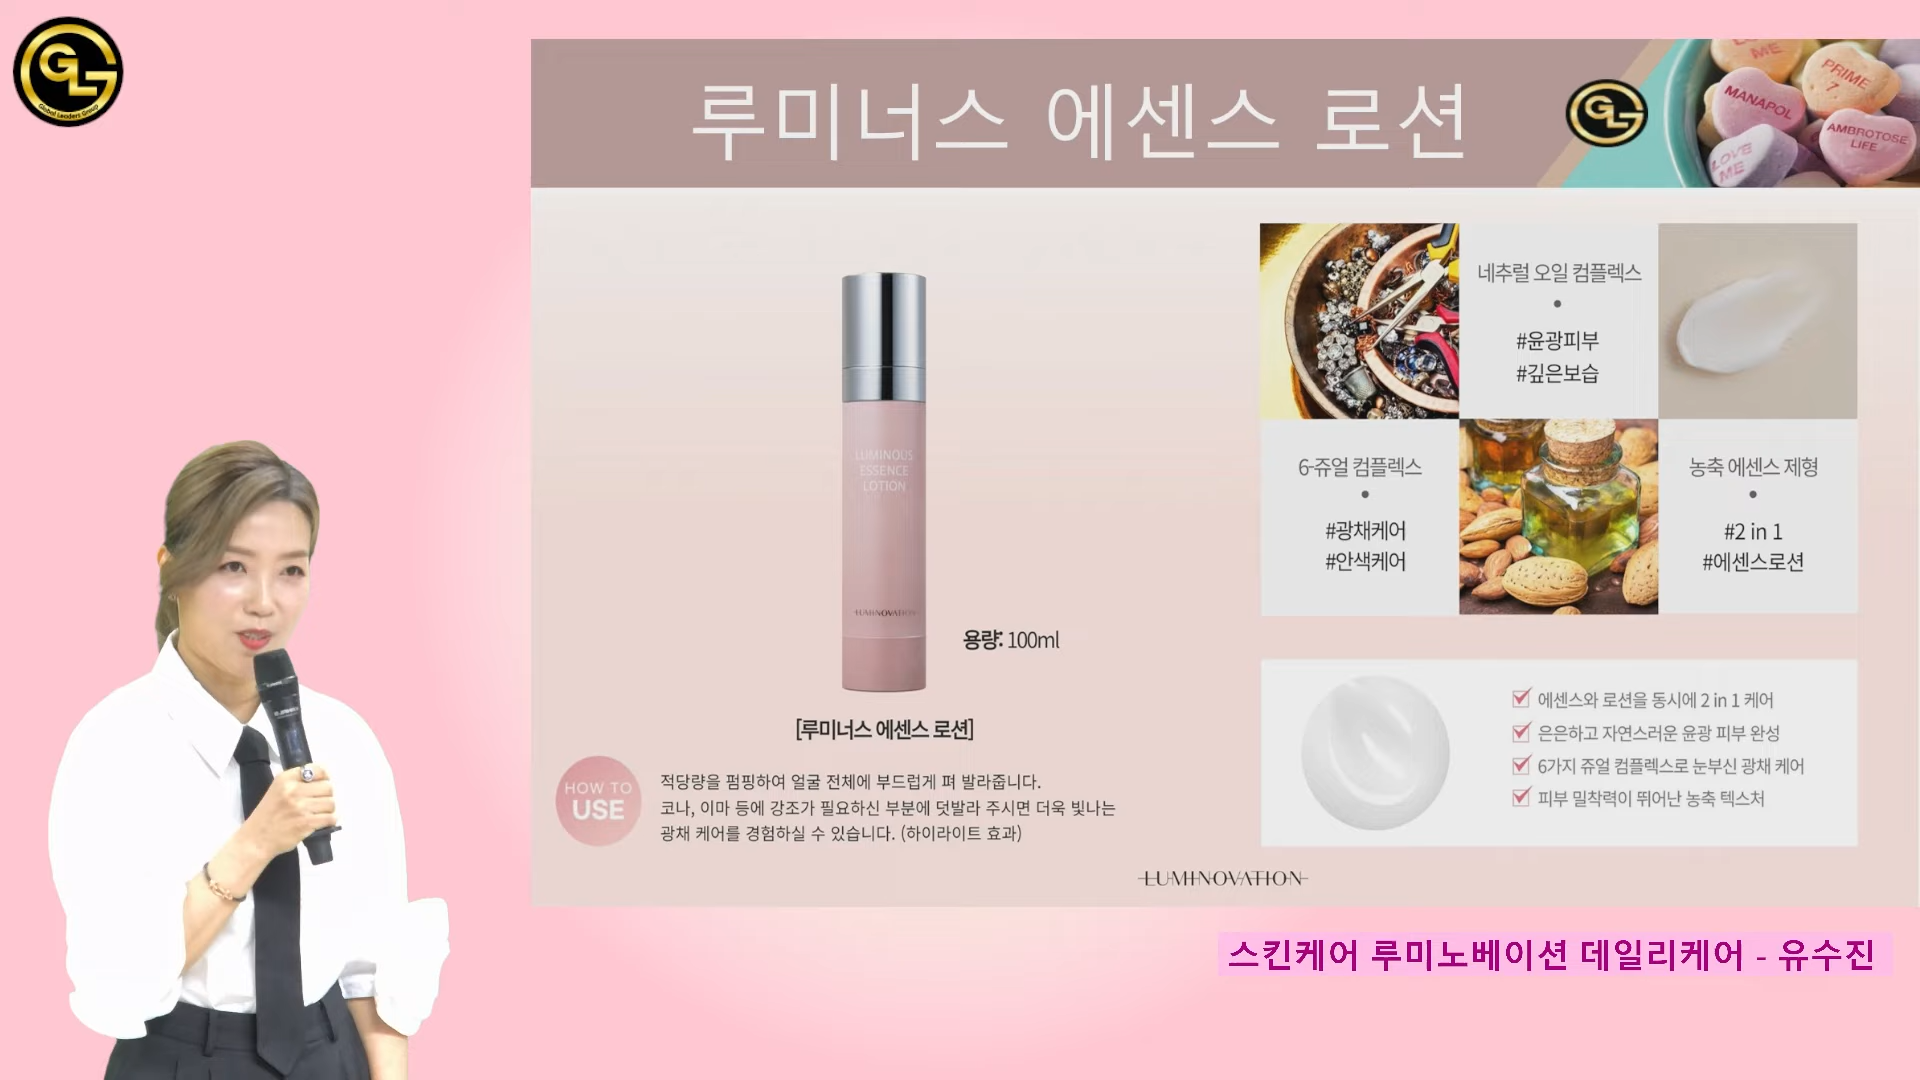 GL
Global Leaders Group
루미너스 에센스 로션
GL
LOVE ME
PRIME 7
MANAPOL
AMBROTOSE LIFE
LOVE ME
네추럴 오일 컴플렉스
#윤광피부
#깊은보습
6-쥬얼 컴플렉스
#광채케어
#안색케어
농축 에센스 제형
#2 in 1
#에센스로션
LUMINOUS
ESSENCE
LOTION
LUMINOVATION
용량: 100ml
[루미너스 에센스 로션]
HOW TO
USE
적당량을 펌핑하여 얼굴 전체에 부드럽게 펴 발라줍니다.
코나, 이마 등에 강조가 필요하신 부분에 덧발라 주시면 더욱 빛나는
광채 케어를 경험하실 수 있습니다. (하이라이트 효과)
에센스와 로션을 동시에 2 in 1 케어
은은하고 자연스러운 윤광 피부 완성
6가지 쥬얼 컴플렉스로 눈부신 광채 케어
피부 밀착력이 뛰어난 농축 텍스처
LUMINOVATION
스킨케어 루미노베이션 데일리케어 - 유수진